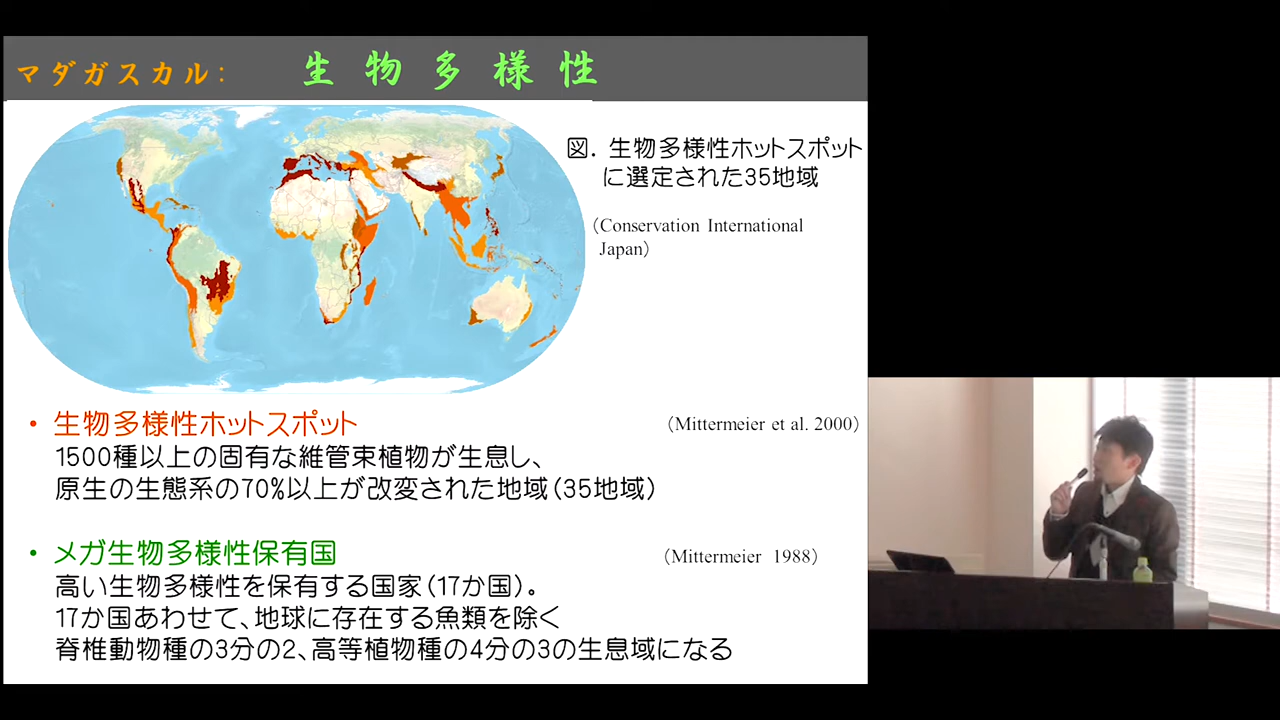 マダガスカル: 生物多様性
図. 生物多様性ホットスポット
に選定された35地域
(Conservation International
Japan)
• 生物多様性ホットスポット (Mittermeier et al. 2000)
1500種以上の固有な維管束植物が生息し、
原生の生態系の70%以上が改変された地域(35地域)
• メガ生物多様性保有国 (Mittermeier 1988)
高い生物多様性を保有する国家(17か国)。
17か国あわせて、地球に存在する魚類を除く
脊椎動物種の3分の2、高等植物種の4分の3の生息域になる